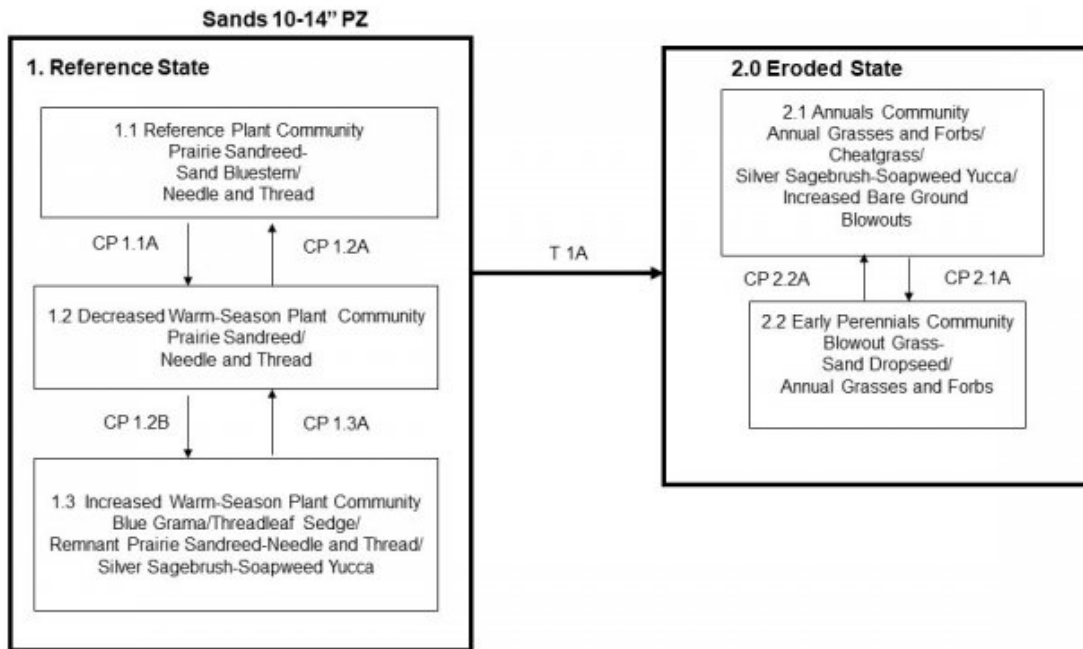 Sands 10-14” PZ
1. Reference State
1.1 Reference Plant Community
Prairie Sandreed-
Sand Bluestem/
Needle and Thread
CP 1.1A
CP 1.2A
1.2 Decreased Warm-Season Plant Community
Prairie Sandreed/
Needle and Thread
CP 1.2B
CP 1.3A
1.3 Increased Warm-Season Plant Community
Blue Grama/Threadleaf Sedge/
Remnant Prairie Sandreed-Needle and Thread/
Silver Sagebrush-Soapweed Yucca
T 1A
2.0 Eroded State
2.1 Annuals Community
Annual Grasses and Forbs/
Cheatgrass/
Silver Sagebrush-Soapweed Yucca/
Increased Bare Ground
Blowouts
CP 2.2A
CP 2.1A
2.2 Early Perennials Community
Blowout Grass-
Sand Dropseed/
Annual Grasses and Forbs